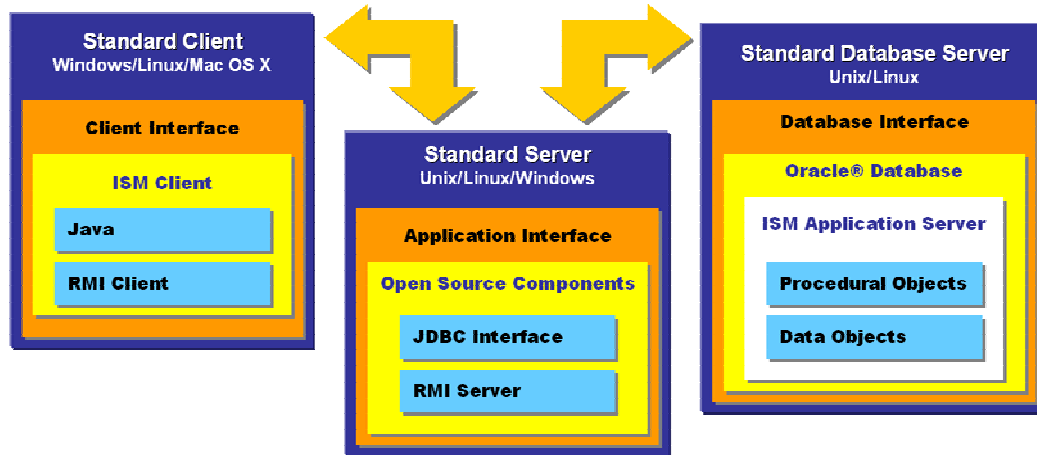 Standard Client
Windows/Linux/Mac OS X
Client Interface
ISM Client
Java
RMI Client
Standard Server
Unix/Linux/Windows
Application Interface
Open Source Components
JDBC Interface
RMI Server
Standard Database Server
Unix/Linux
Database Interface
Oracle® Database
ISM Application Server
Procedural Objects
Data Objects